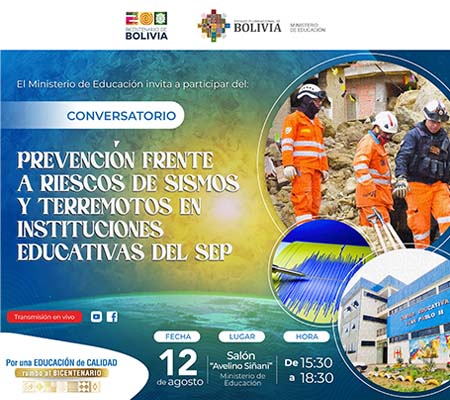 BICENTENARIO DE
BOLIVIA
ESTADO PLURINACIONAL DE
BOLIVIA
MINISTERIO
DE EDUCACIÓN
El Ministerio de Educación invita a participar del:
CONVERSATORIO
PREVENCIÓN FRENTE
A RIESGOS DE SISMOS
Y TERREMOTOS EN
INSTITUCIONES
EDUCATIVAS DEL SEP
Transmisión en vivo
FECHA
12
de agosto
LUGAR
Salón
"Avelino Siñani"
Ministerio de
Educación
HORA
De 15:30
a 18:30
Por una EDUCACIÓN de CALIDAD
rumbo al BICENTENARIO